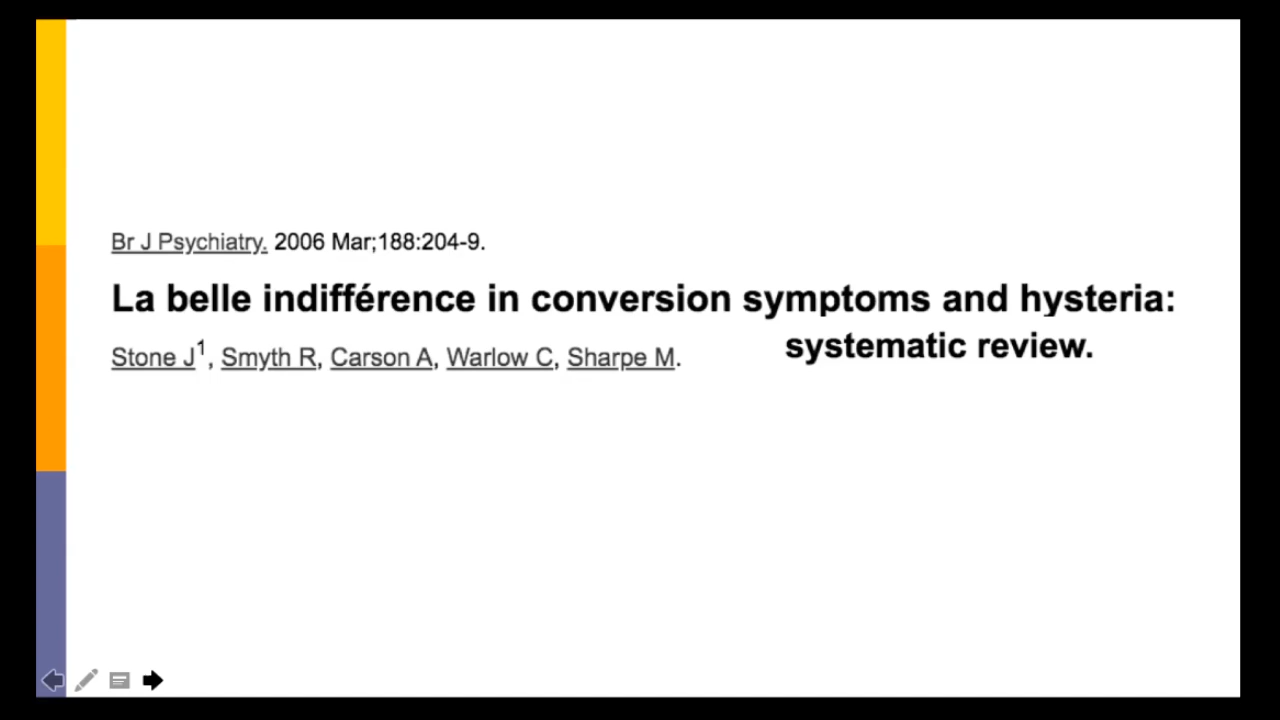 Br J Psychiatry. 2006 Mar;188:204-9.
La belle indifférence in conversion symptoms and hysteria:
systematic review.
Stone J1, Smyth R, Carson A, Warlow C, Sharpe M.